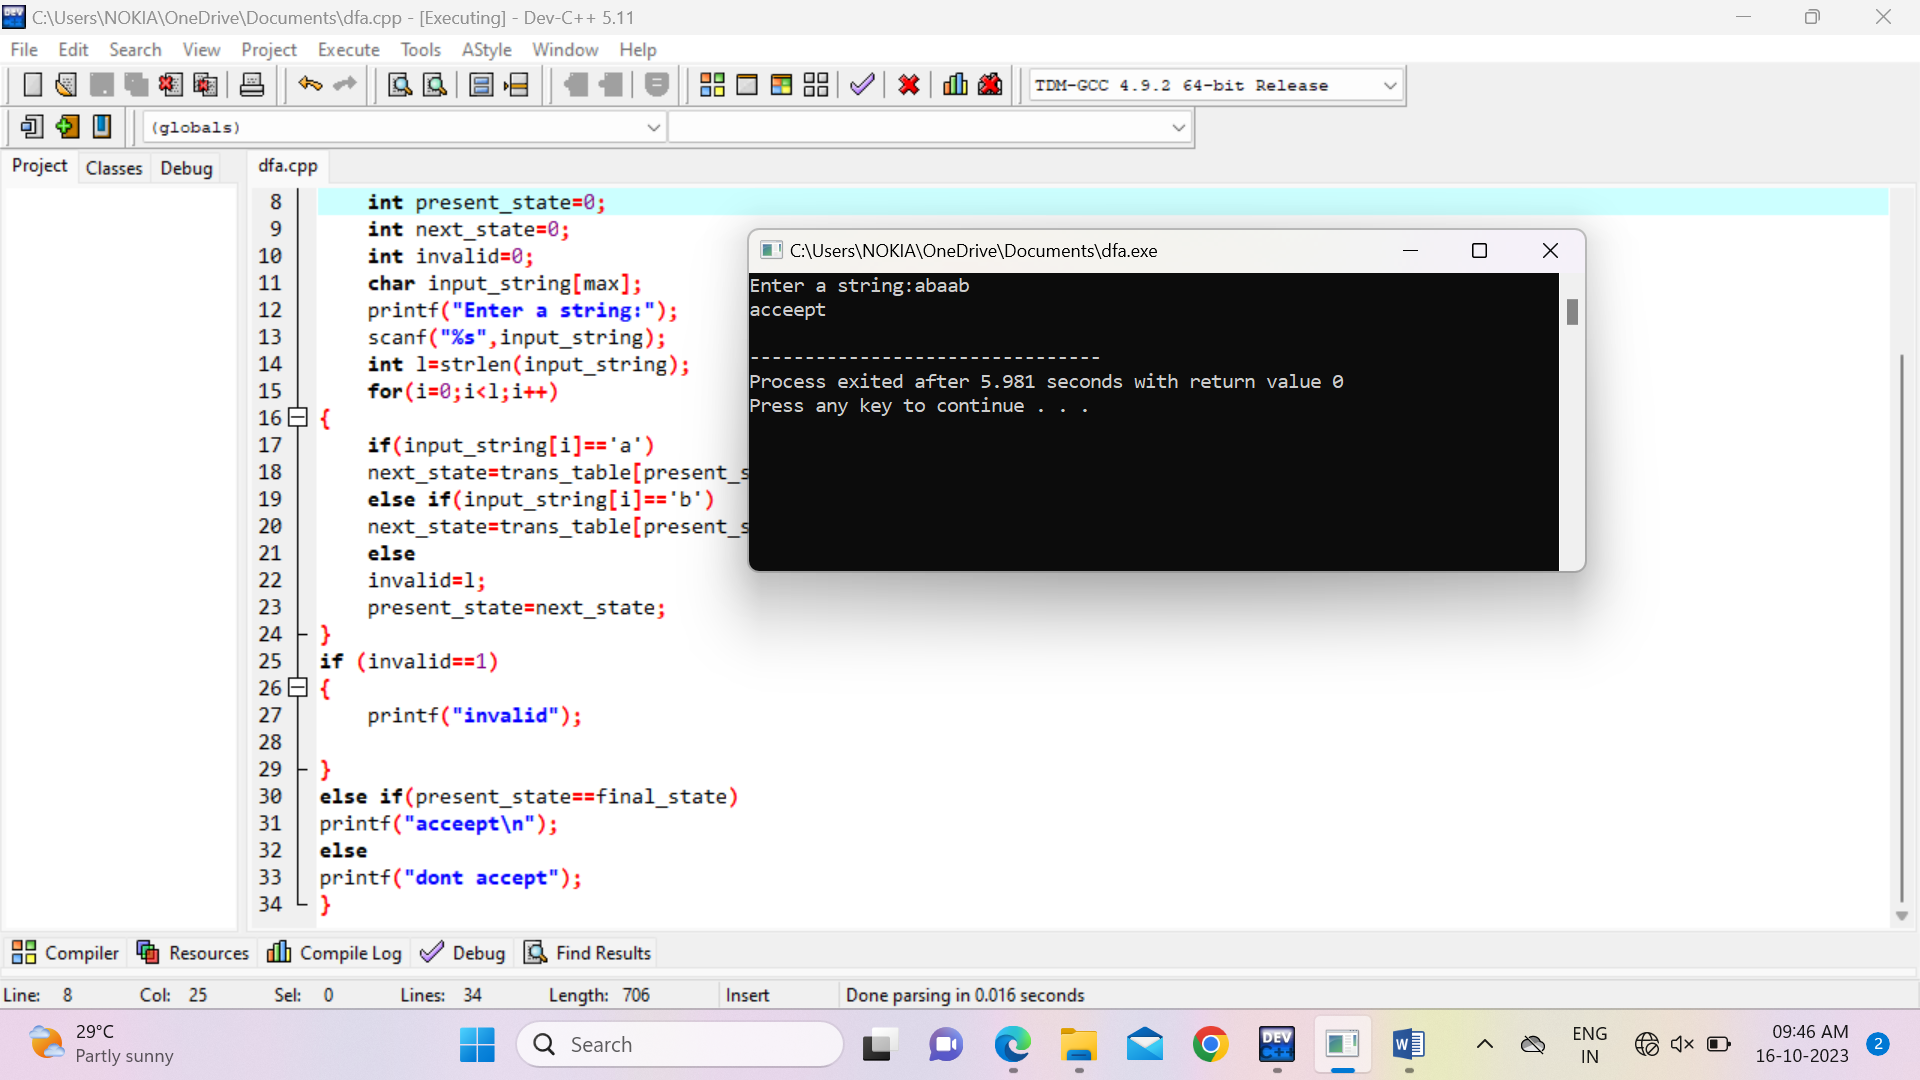 C:\Users\NOKIA\OneDrive\Documents\dfa.cpp - [Executing] - Dev-C++ 5.11
File Edit Search View Project Execute Tools AStyle Window Help
TDM-GCC 4.9.2 64-bit Release
(globals)
Project Classes Debug dfa.cpp
8 int present_state=0;
9 int next_state=0;
10 int invalid=0;
11 char input_string[max];
12 printf("Enter a string:");
13 scanf("%s",input_string);
14 int l=strlen(input_string);
15 for(i=0;i<l;i++)
16 {
17 if(input_string[i]=='a')
18 next_state=trans_table[present_s
19 else if(input_string[i]=='b')
20 next_state=trans_table[present_s
21 else
22 invalid=l;
23 present_state=next_state;
24 }
25 if (invalid==1)
26 {
27 printf("invalid");
28
29 }
30 else if(present_state==final_state)
31 printf("acceept\n");
32 else
33 printf("dont accept");
34 }
C:\Users\NOKIA\OneDrive\Documents\dfa.exe
Enter a string:abaab
acceept
--------------------------------
Process exited after 5.981 seconds with return value 0
Press any key to continue . . .
Compiler Resources Compile Log Debug Find Results
Line: 8 Col: 25 Sel: 0 Lines: 34 Length: 706 Insert Done parsing in 0.016 seconds
29°C
Partly sunny
Search
DEV
C++
W
ENG
IN
09:46 AM
16-10-2023
2